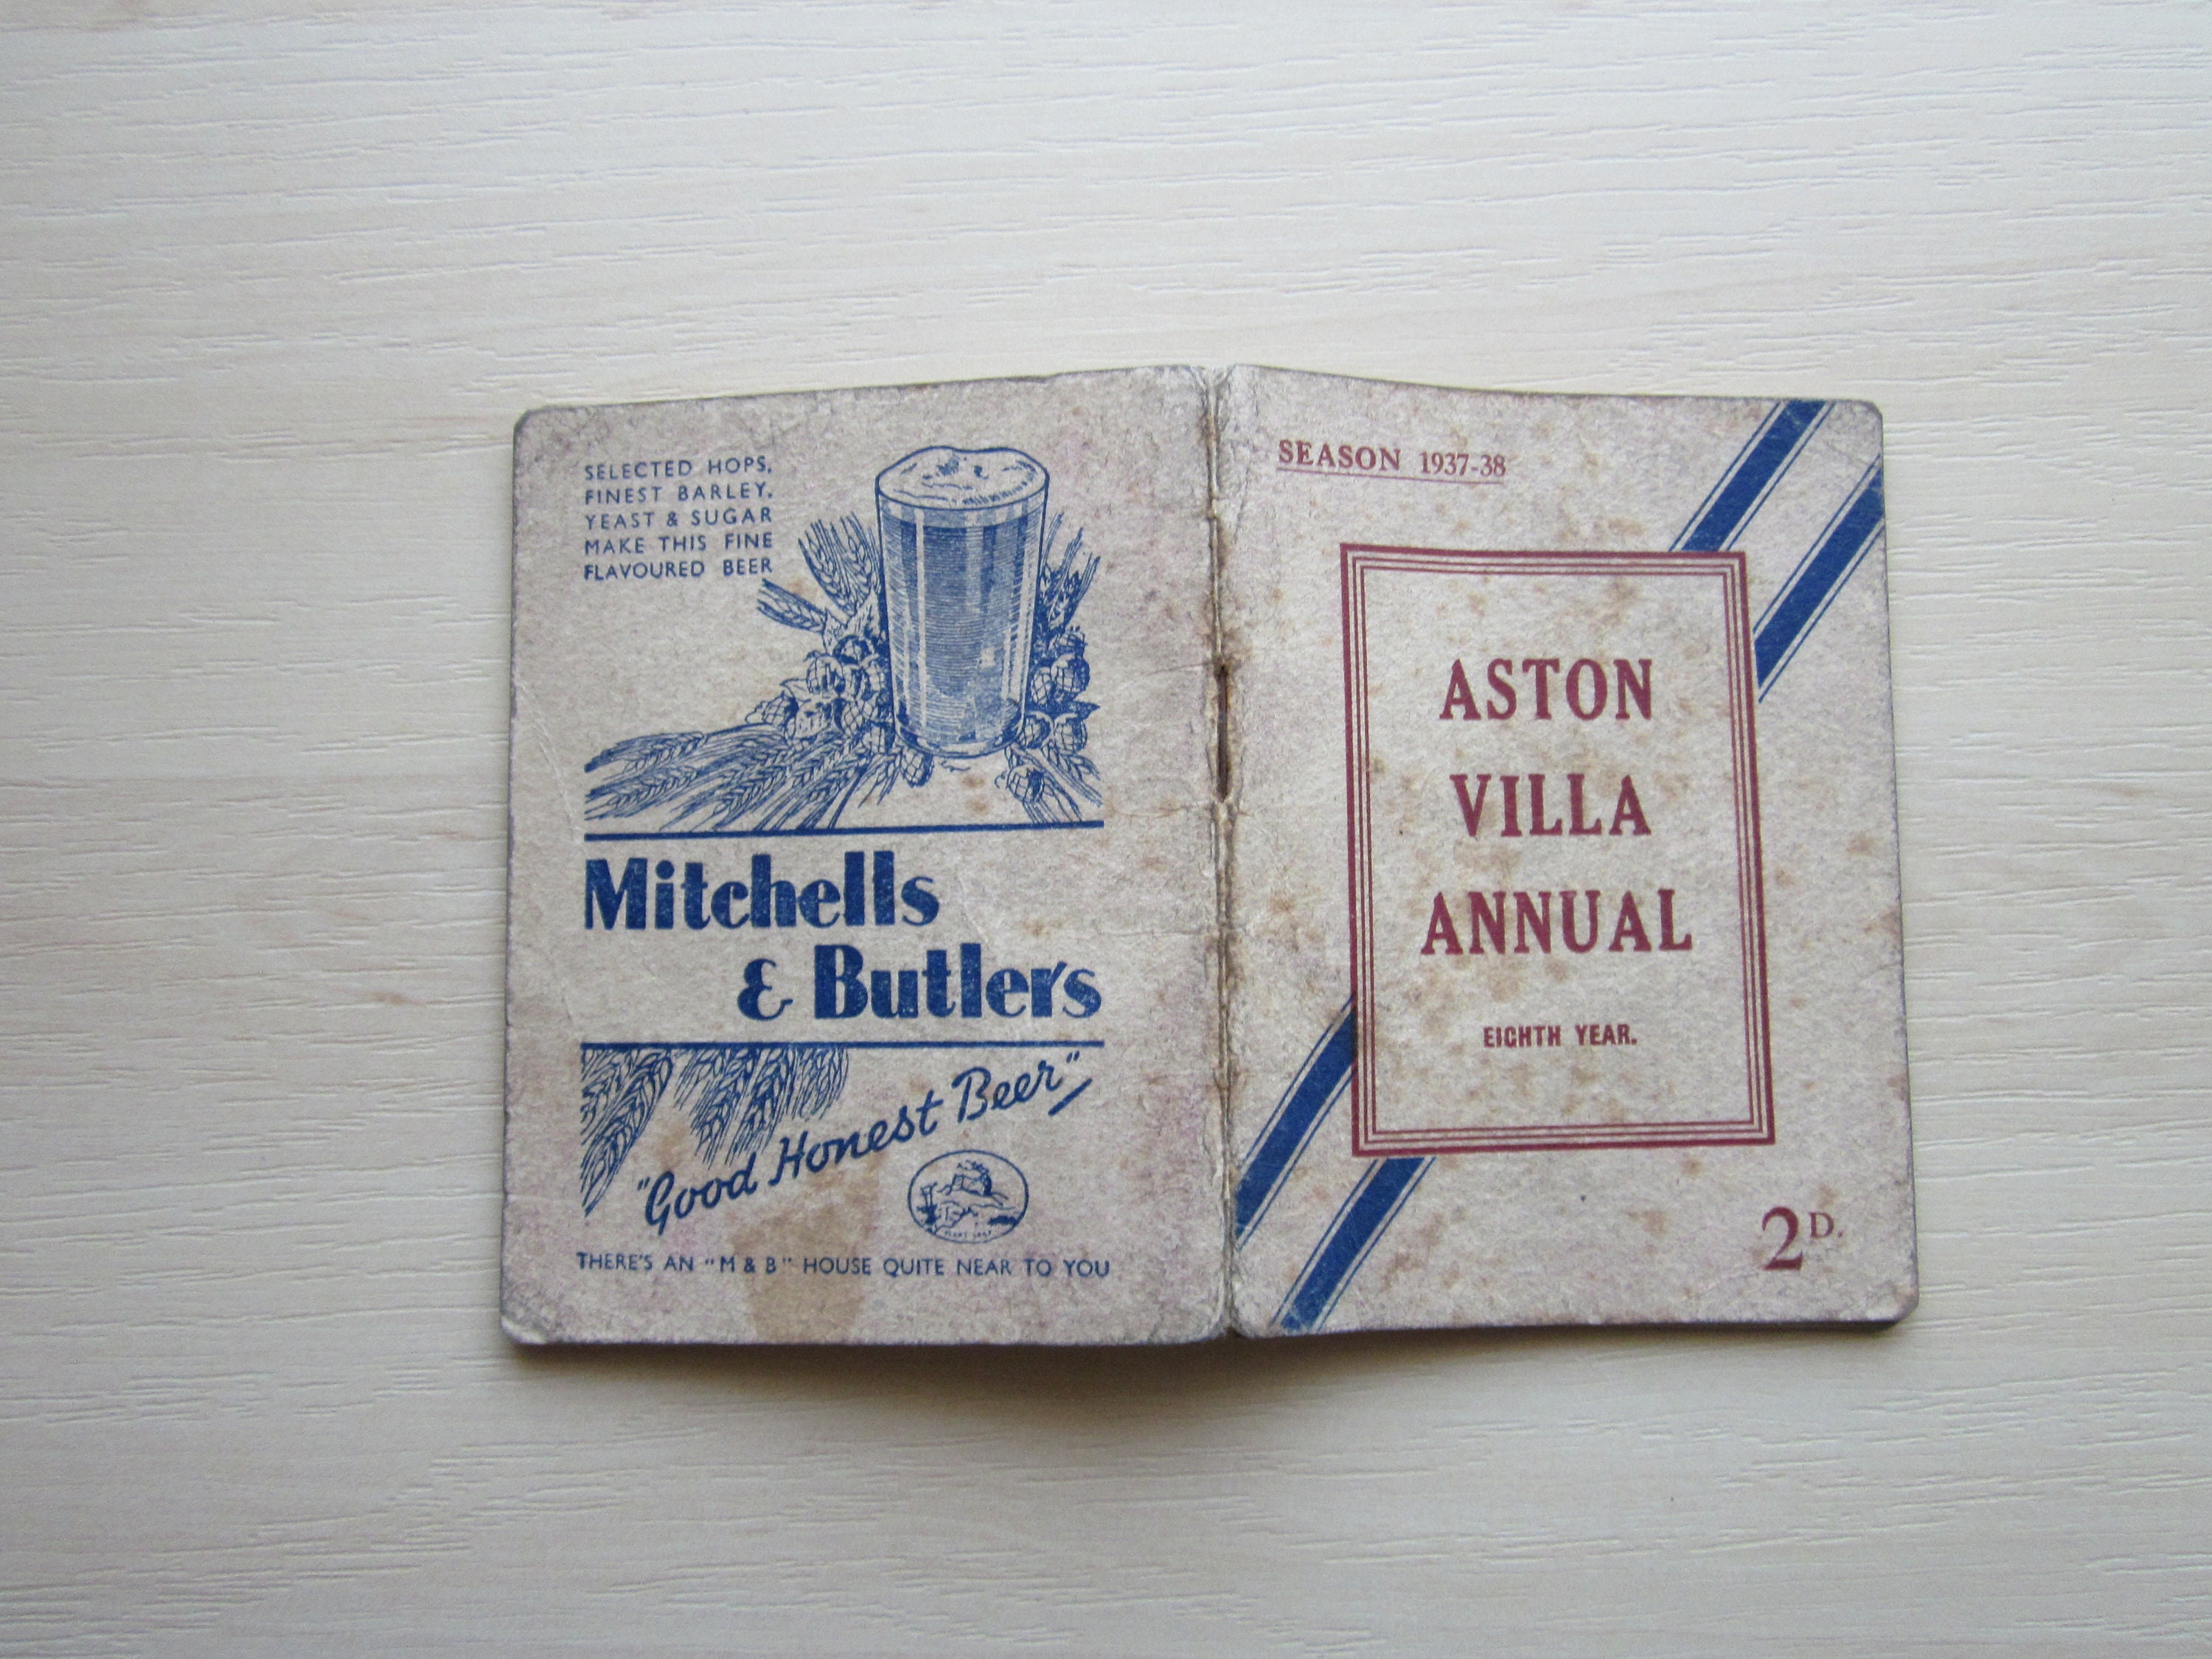 SELECTED HOPS,
FINEST BARLEY,
YEAST & SUGAR
MAKE THIS FINE
FLAVOURED BEER
Mitchells
& Butlers
"Good Honest Beer"
THERE'S AN "M & B" HOUSE QUITE NEAR TO YOU
SEASON 1937-38
ASTON
VILLA
ANNUAL
EIGHTH YEAR.
2D.